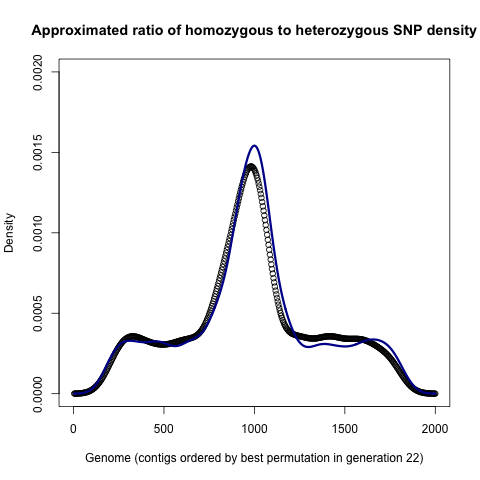 Approximated ratio of homozygous to heterozygous SNP density
0.0020
0.0015
0.0010
0.0005
0.0000
Density
0 500 1000 1500 2000
Genome (contigs ordered by best permutation in generation 22)